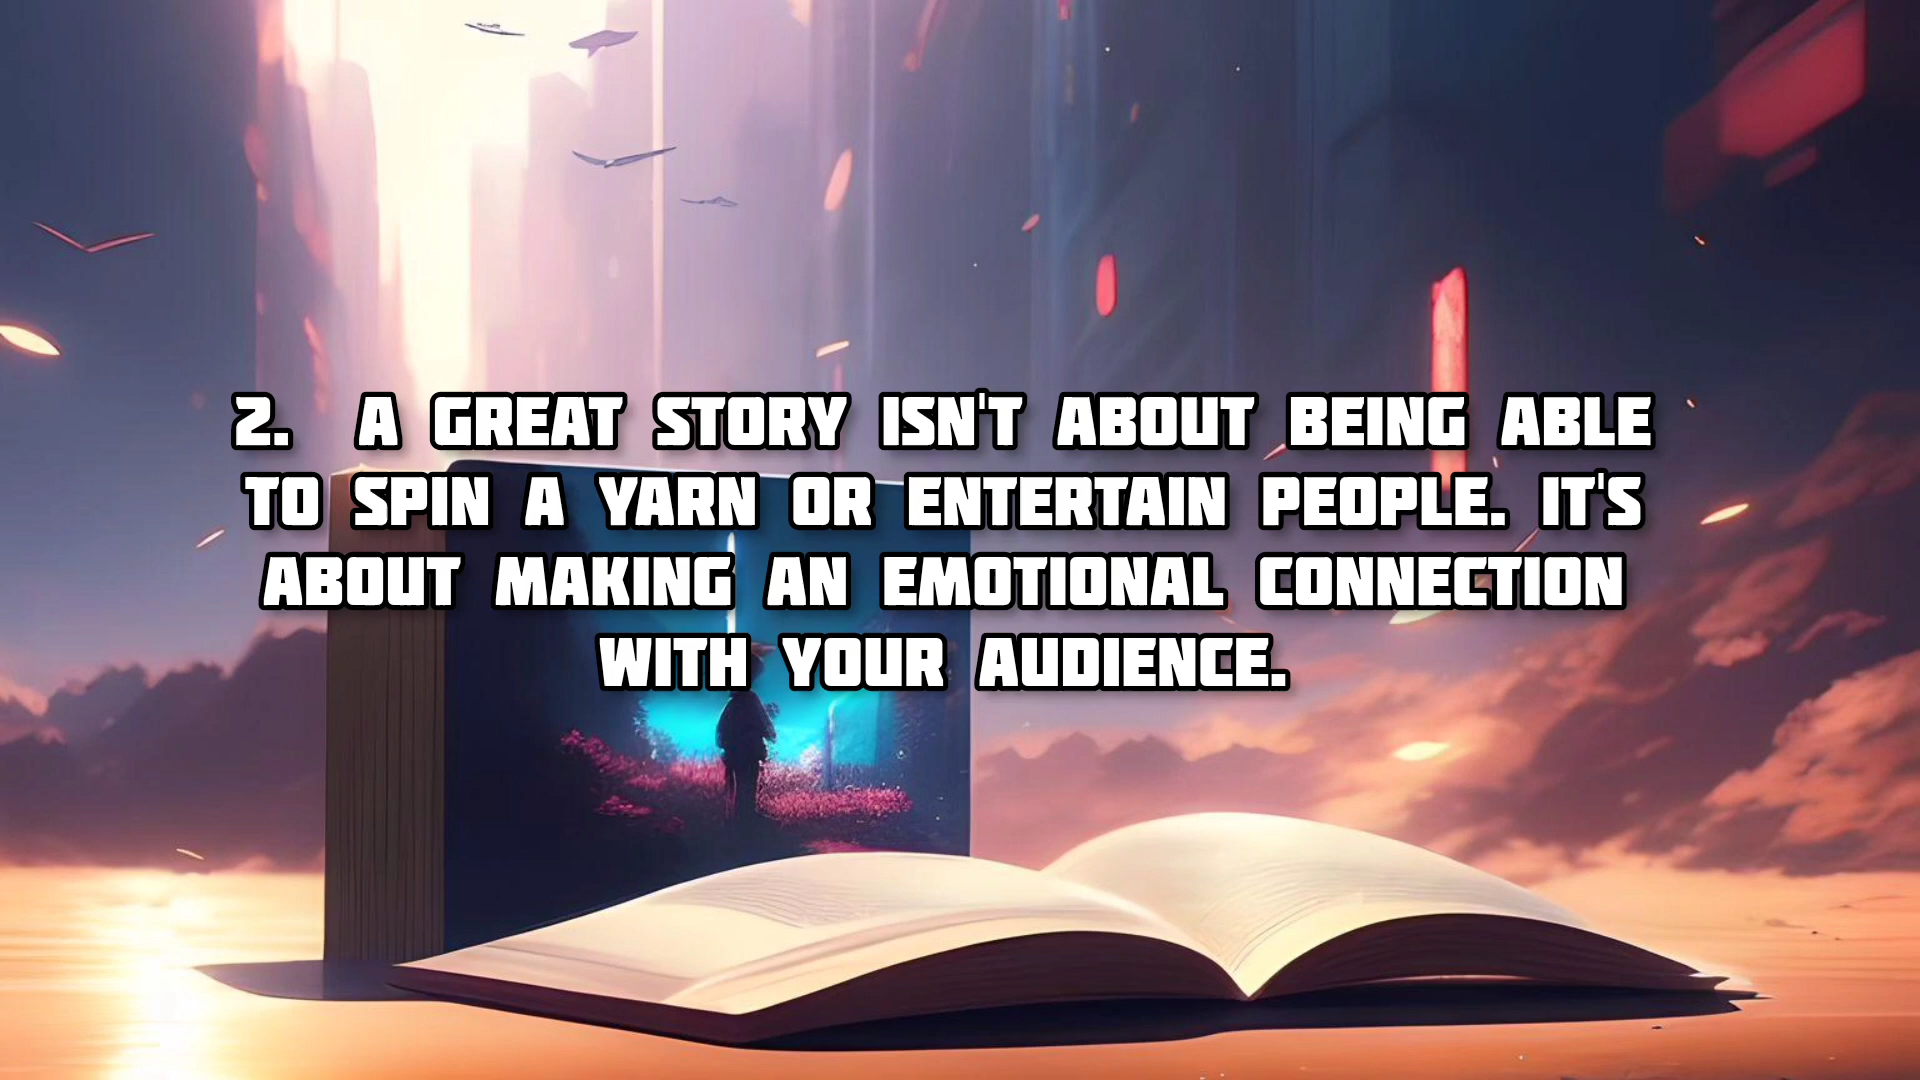 2. A GREAT STORY ISN'T ABOUT BEING ABLE
TO SPIN A YARN OR ENTERTAIN PEOPLE. IT'S
ABOUT MAKING AN EMOTIONAL CONNECTION
WITH YOUR AUDIENCE.